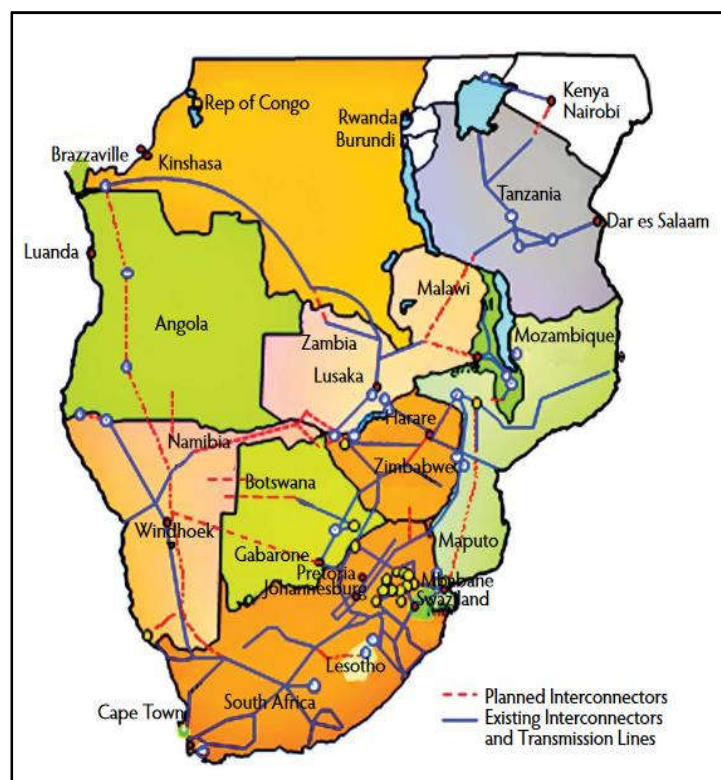 Rep of Congo
Kenya
Nairobi
Rwanda
Burundi
Brazzaville
Kinshasa
Tanzania
Dar es Salaam
Luanda
Malawi
Angola
Mozambique
Zambia
Lusaka
Harare
Namibia
Zimbabwe
Botswana
Windhoek
Maputo
Gabarone
Pretoria
Johannesburg
Mbabane
Swaziland
Lesotho
South Africa
Cape Town
Planned Interconnectors
Existing Interconnectors
and Transmission Lines